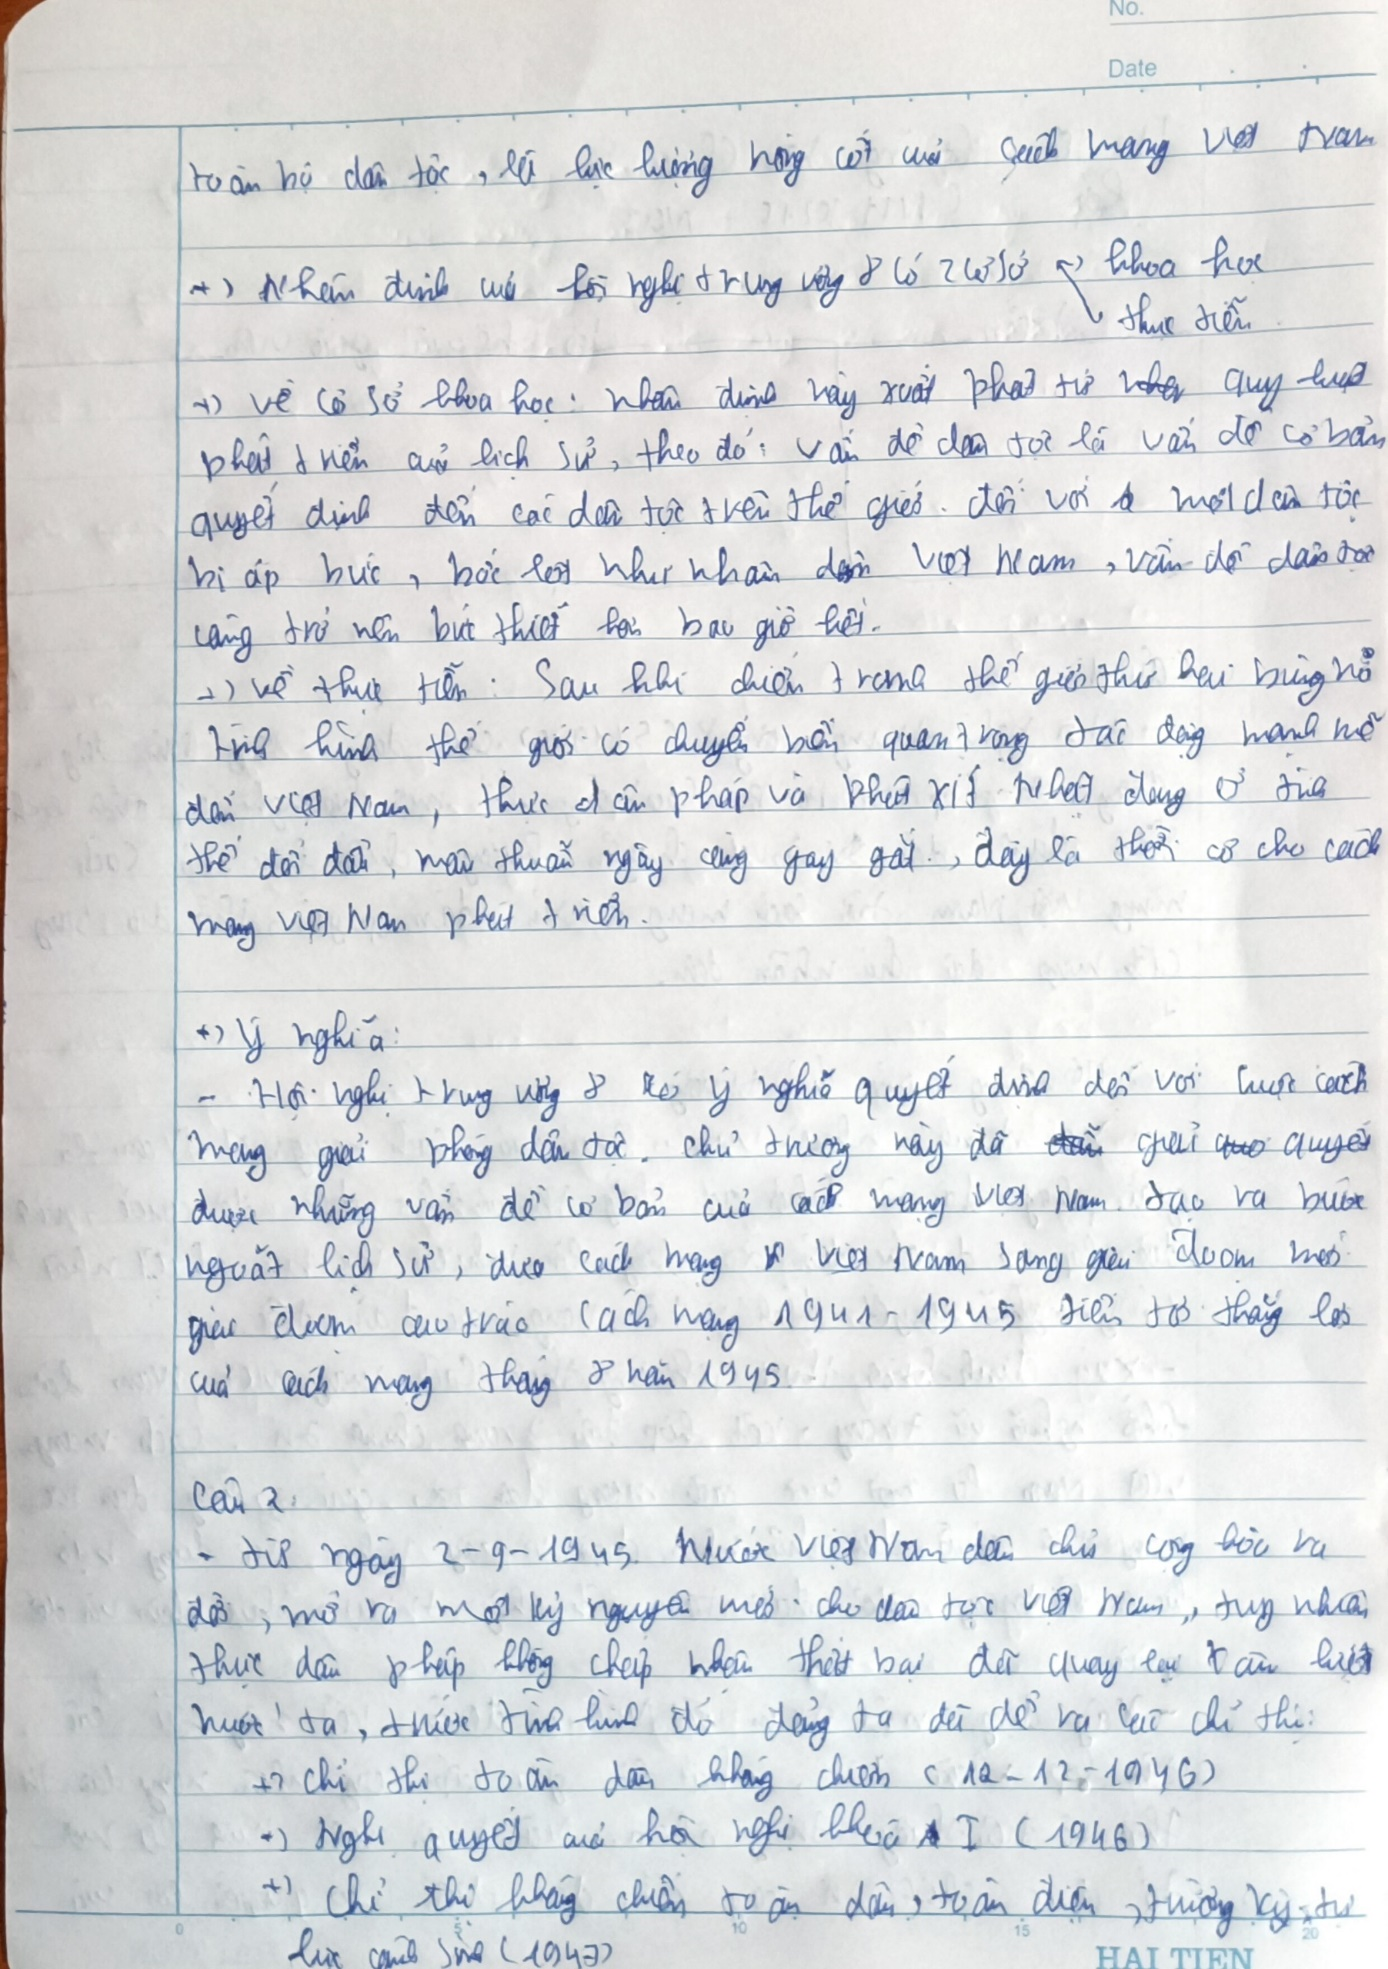 No.
Date
toàn bộ dân tộc, là lực lượng nòng cốt của cách mạng Việt Nam
+) Nhận định của hội nghị trung ương 8 có 2 cơ sở → khoa học
thực tiễn
+) về cơ sở khoa học: nhận định này xuất phát từ quy luật
phát triển của lịch sử, theo đó: vấn đề dân tộc là vấn đề cơ bản
quyết định đến các dân tộc trên thế giới. đối với một dân tộc
bị áp bức, bóc lột như nhân dân Việt Nam, vấn đề dân tộc
càng trở nên bức thiết hơn bao giờ hết.
+) về thực tiễn: Sau khi chiến tranh thế giới thứ hai bùng nổ
tình hình thế giới có chuyển biến quan trọng tác động mạnh mẽ
đến Việt Nam, thực dân pháp và phát xít Nhật đang ở tình
thế đối đầu, mâu thuẫn ngày càng gay gắt, đây là thời cơ cho cách
mạng việt Nam phát triển.
+) Ý nghĩa:
- Hội nghị trung ương 8 có ý nghĩa quyết định đối với cuộc cách
mạng giải phóng dân tộc. chủ trương này đã giải quyết
được những vấn đề cơ bản của cách mạng Việt Nam tạo ra bước
ngoặt lịch sử, đưa cách mạng Việt Nam sang giai đoạn mới
giai đoạn cao trào Cách mạng 1941-1945 tiến tới thắng lợi
của cách mạng tháng 8 năm 1945
Câu 2.
- từ ngày 2-9-1945 Nước Việt Nam dân chủ cộng hòa ra
đời, mở ra một kỷ nguyên mới cho dân tộc Việt Nam, tuy nhiên
thực dân pháp không chấp nhận thất bại đã quay lại xâm lược
nước ta, trước tình hình đó đảng ta đã đề ra các chỉ thị:
+) chỉ thị toàn dân kháng chiến (12-12-1946)
+) Nghị quyết của hội nghị khóa I (1946)
+) Chỉ thị kháng chiến toàn dân, toàn diện, trường kỳ, tự
lực cánh sinh (1947)
0 5 10 15 20
HAI TIEN